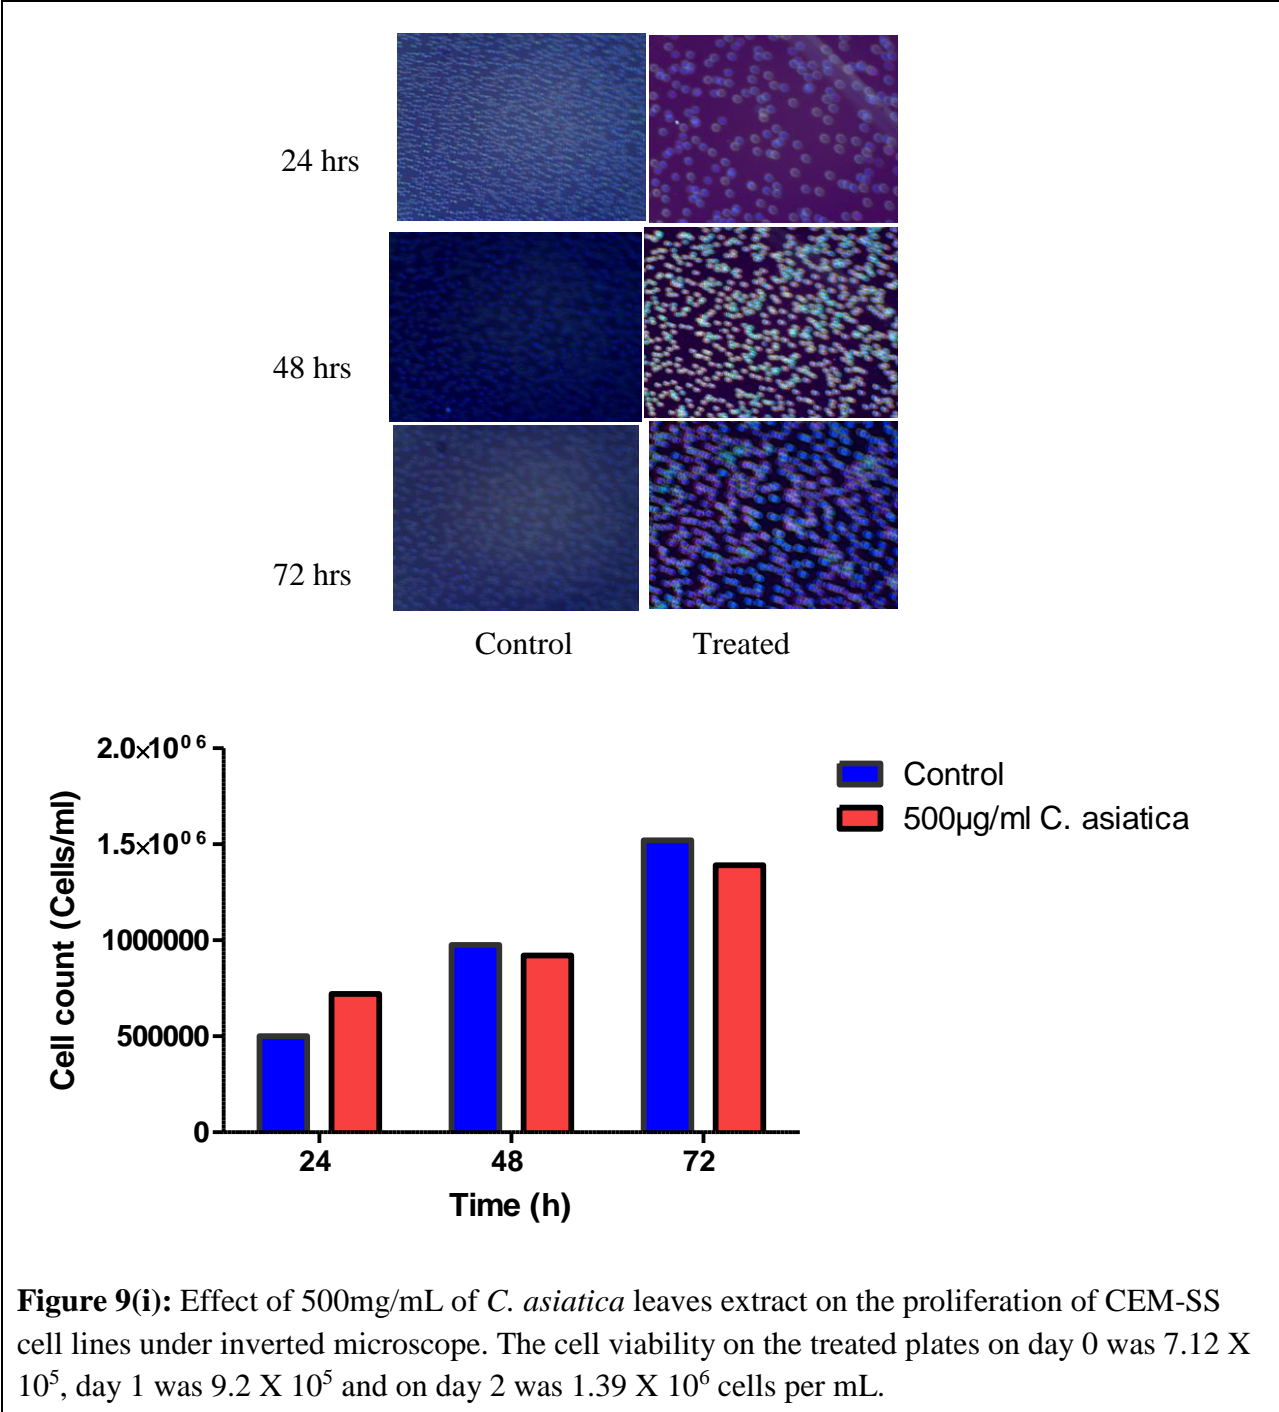 24 hrs
48 hrs
72 hrs
Control Treated
2.0×10⁰⁶
1.5×10⁰⁶
1000000
500000
0
Cell count (Cells/ml)
24 48 72
Time (h)
Control
500µg/ml C. asiatica
Figure 9(i): Effect of 500mg/mL of C. asiatica leaves extract on the proliferation of CEM-SS
cell lines under inverted microscope. The cell viability on the treated plates on day 0 was 7.12 X
10⁵, day 1 was 9.2 X 10⁵ and on day 2 was 1.39 X 10⁶ cells per mL.